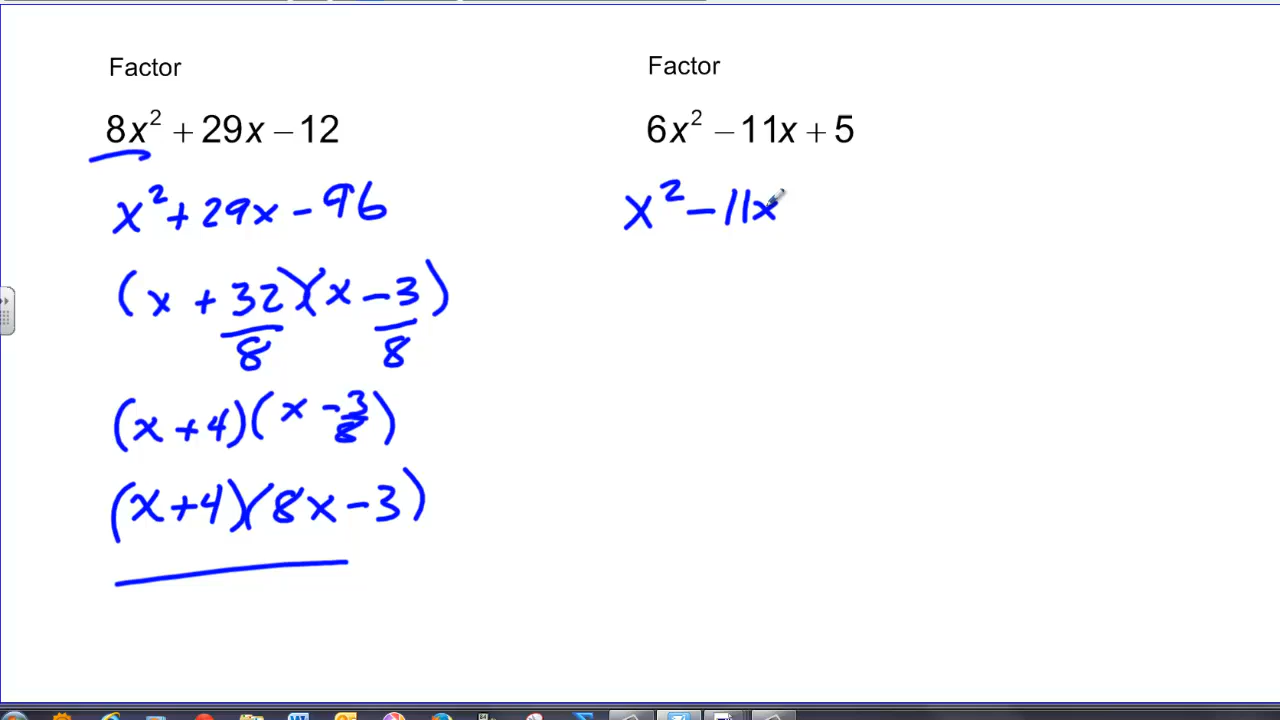 Factor
8x² + 29x − 12
x² + 29x − 96
(x + 32/8)(x − 3/8)
(x + 4)(x − 3/8)
(x + 4)(8x − 3)
Factor
6x² − 11x + 5
x² − 11x